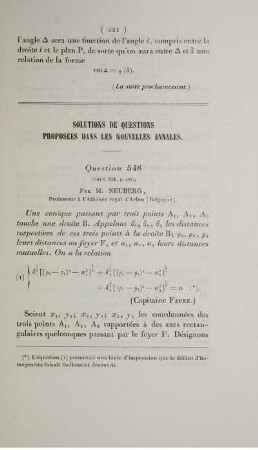 ( 221 )
l'angle Δ sera une fonction de l'angle δ, compris entre la
droite l et le plan P, de sorte qu'on aura entre Δ et δ une
relation de la forme
cos Δ = φ (δ).
(La suite prochainement.)
SOLUTIONS DE QUESTIONS
PROPOSÉES DANS LES NOUVELLES ANNALES.
Question 548
PAR M. NEUBERG,
Professeur à l'Athénée royal d'Arlon (Belgique).
Une conique passant par trois points A₁, A₂, A₃
touche une droite B. Appelons δ₁, δ₂, δ₃ les distances
respectives de ces trois points à la droite B; ρ₁, ρ₂, ρ₃
leurs distances au foyer F, et a₁, a₂, a₃ leurs distances
mutuelles. On a la relation
(1)
(Capitaine FAURE.)
Soient x₁, y₁; x₂, y₂; x₃, y₃ les coordonnées des
trois points A₁, A₂, A₃ rapportées à des axes rectan-
gulaires quelconques passant par le foyer F. Désignons
(*) L'équation (1) présentait une faute d'impression que le défaut d'ho-
mogénéité faisait facilement découvrir.